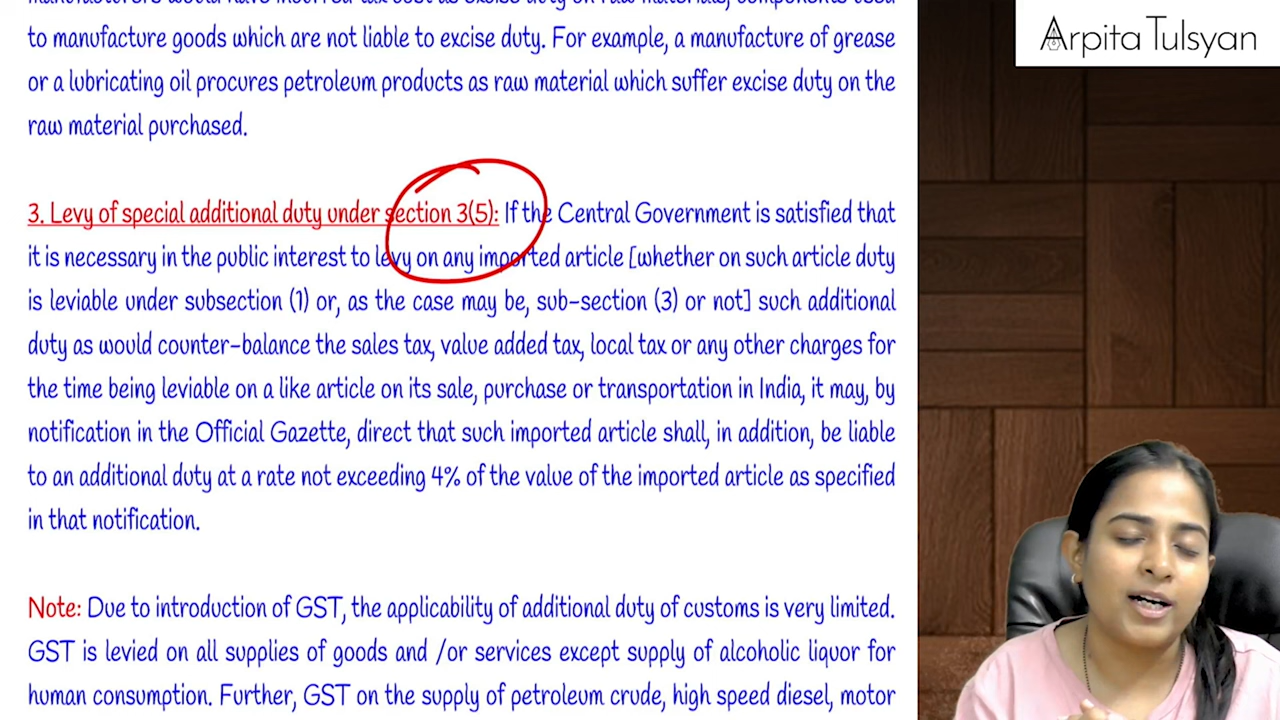 to manufacture goods which are not liable to excise duty. For example, a manufacture of grease
or a lubricating oil procures petroleum products as raw material which suffer excise duty on the
raw material purchased.
3. Levy of special additional duty under section 3(5): If the Central Government is satisfied that
it is necessary in the public interest to levy on any imported article [whether on such article duty
is leviable under subsection (1) or, as the case may be, sub-section (3) or not] such additional
duty as would counter-balance the sales tax, value added tax, local tax or any other charges for
the time being leviable on a like article on its sale, purchase or transportation in India, it may, by
notification in the Official Gazette, direct that such imported article shall, in addition, be liable
to an additional duty at a rate not exceeding 4% of the value of the imported article as specified
in that notification.
Note: Due to introduction of GST, the applicability of additional duty of customs is very limited.
GST is levied on all supplies of goods and /or services except supply of alcoholic liquor for
human consumption. Further, GST on the supply of petroleum crude, high speed diesel, motor
Arpita Tulsyan